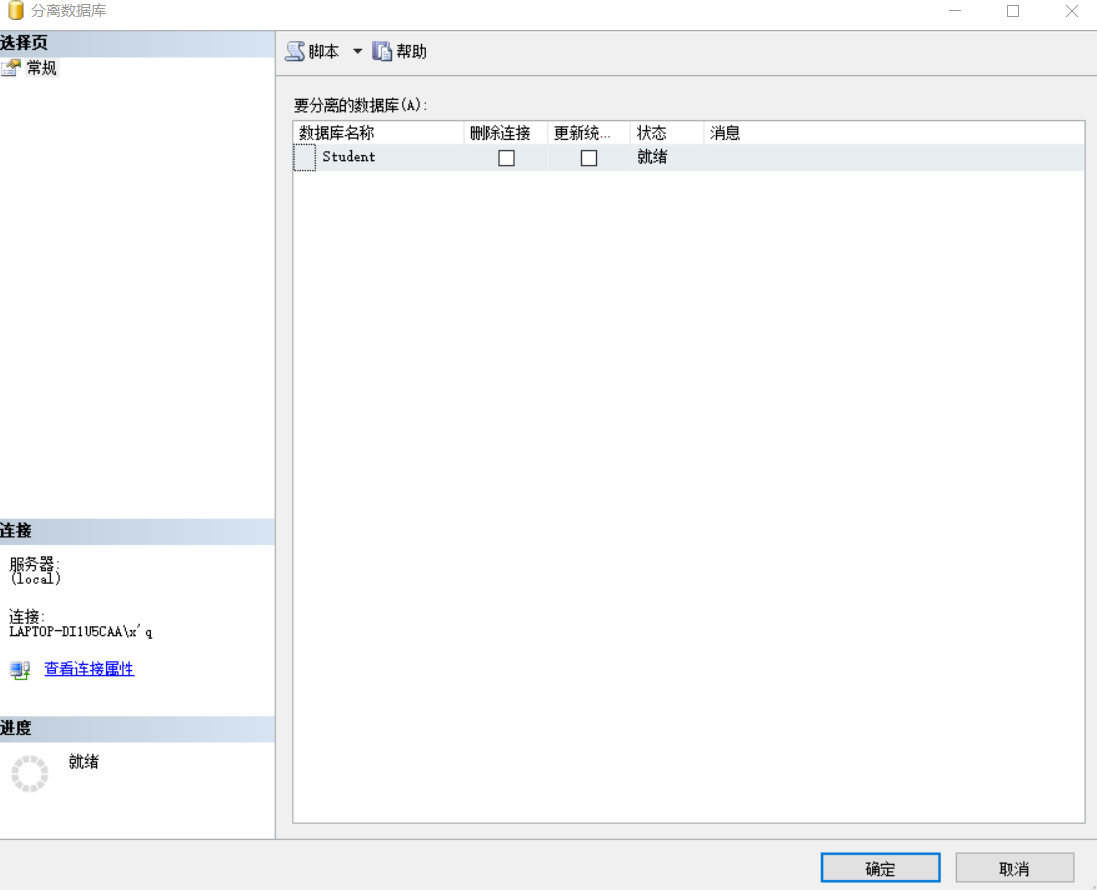 分离数据库
选择页
常规
脚本
帮助
要分离的数据库(A):
数据库名称 删除连接 更新统... 状态 消息
Student 就绪
连接
服务器:
(local)
连接:
LAPTOP-DI1U5CAA\x'q
查看连接属性
进度
就绪
确定 取消